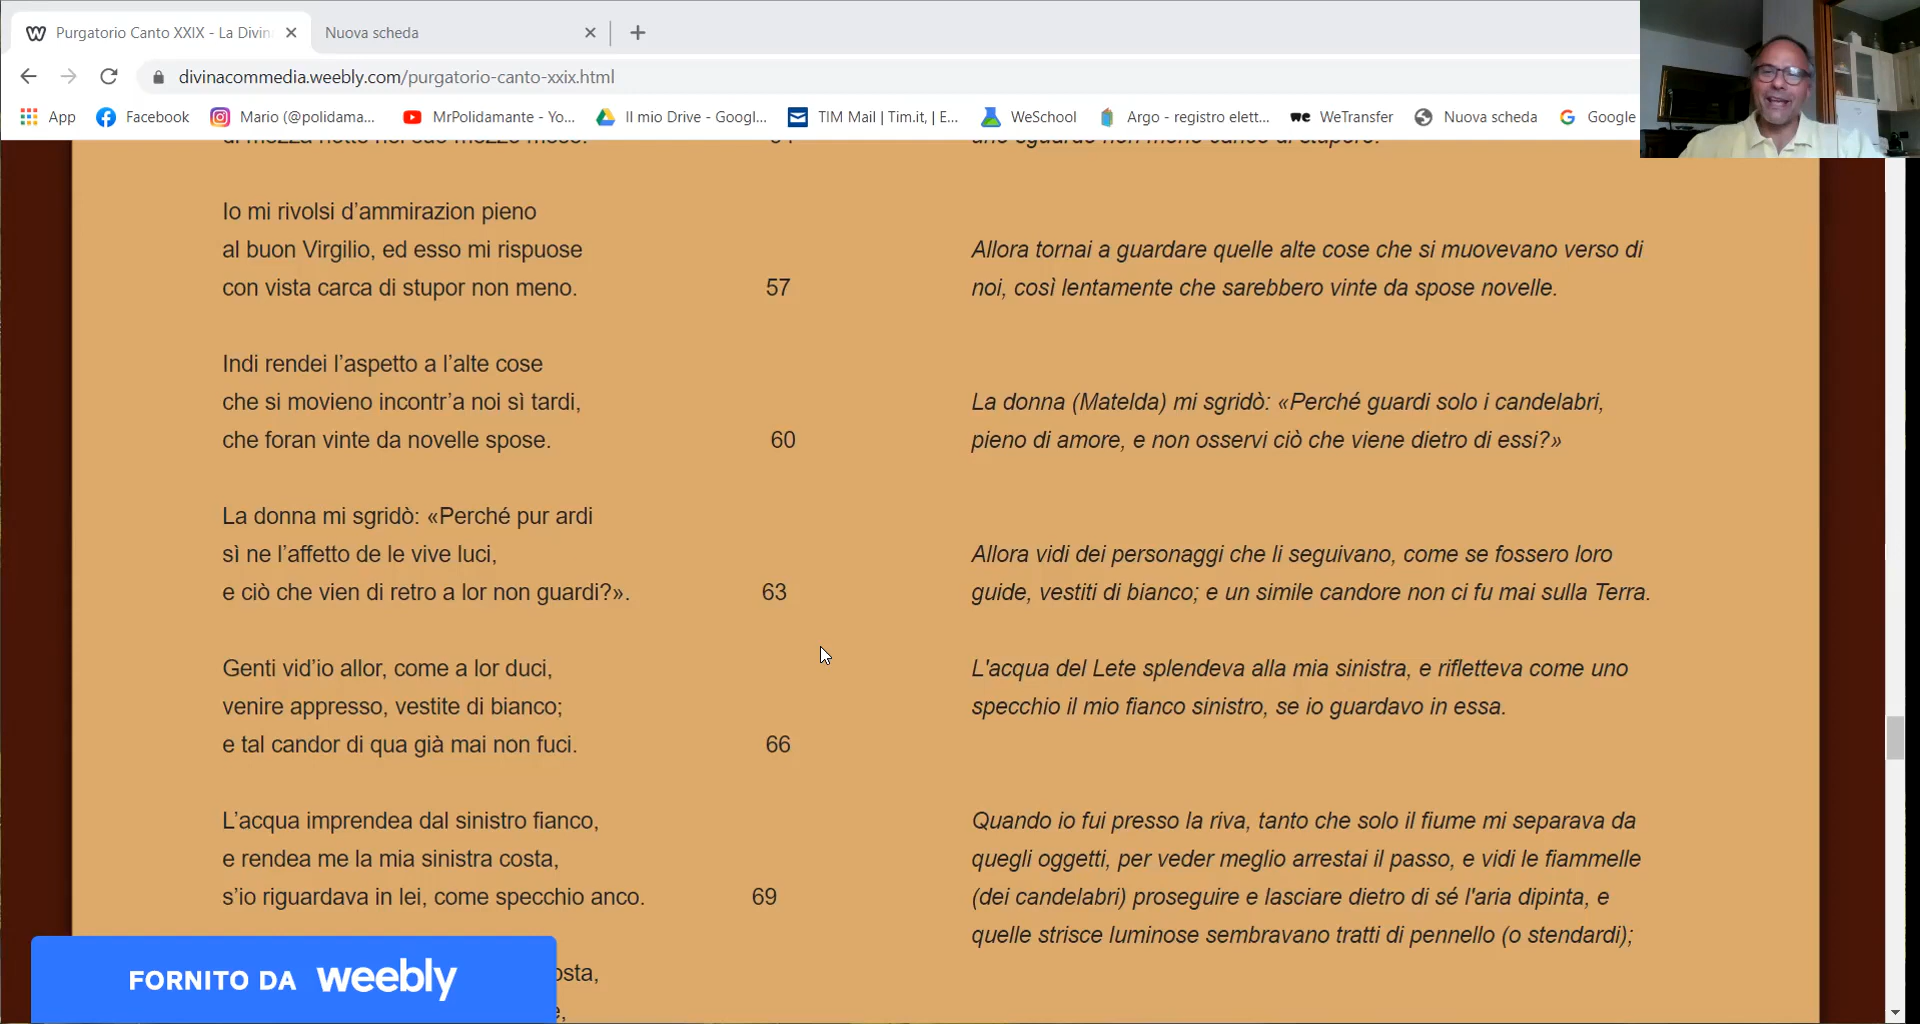 Purgatorio Canto XXIX - La Divin
Nuova scheda
divinacommedia.weebly.com/purgatorio-canto-xxix.html
App
Facebook
Mario (@polidama...
MrPolidamante - Yo...
Il mio Drive - Googl...
TIM Mail | Tim.it, | E...
WeSchool
Argo - registro elett...
WeTransfer
Nuova scheda
Google
Io mi rivolsi d'ammirazion pieno
al buon Virgilio, ed esso mi rispuose
con vista carca di stupor non meno. 57
Indi rendei l'aspetto a l'alte cose
che si movieno incontr'a noi sì tardi,
che foran vinte da novelle spose. 60
La donna mi sgridò: «Perché pur ardi
sì ne l'affetto de le vive luci,
e ciò che vien di retro a lor non guardi?». 63
Genti vid'io allor, come a lor duci,
venire appresso, vestite di bianco;
e tal candor di qua già mai non fuci. 66
L'acqua imprendea dal sinistro fianco,
e rendea me la mia sinistra costa,
s'io riguardava in lei, come specchio anco. 69
osta,
e,
Allora tornai a guardare quelle alte cose che si muovevano verso di
noi, così lentamente che sarebbero vinte da spose novelle.
La donna (Matelda) mi sgridò: «Perché guardi solo i candelabri,
pieno di amore, e non osservi ciò che viene dietro di essi?»
Allora vidi dei personaggi che li seguivano, come se fossero loro
guide, vestiti di bianco; e un simile candore non ci fu mai sulla Terra.
L'acqua del Lete splendeva alla mia sinistra, e rifletteva come uno
specchio il mio fianco sinistro, se io guardavo in essa.
Quando io fui presso la riva, tanto che solo il fiume mi separava da
quegli oggetti, per veder meglio arrestai il passo, e vidi le fiammelle
(dei candelabri) proseguire e lasciare dietro di sé l'aria dipinta, e
quelle strisce luminose sembravano tratti di pennello (o stendardi);
FORNITO DA weebly